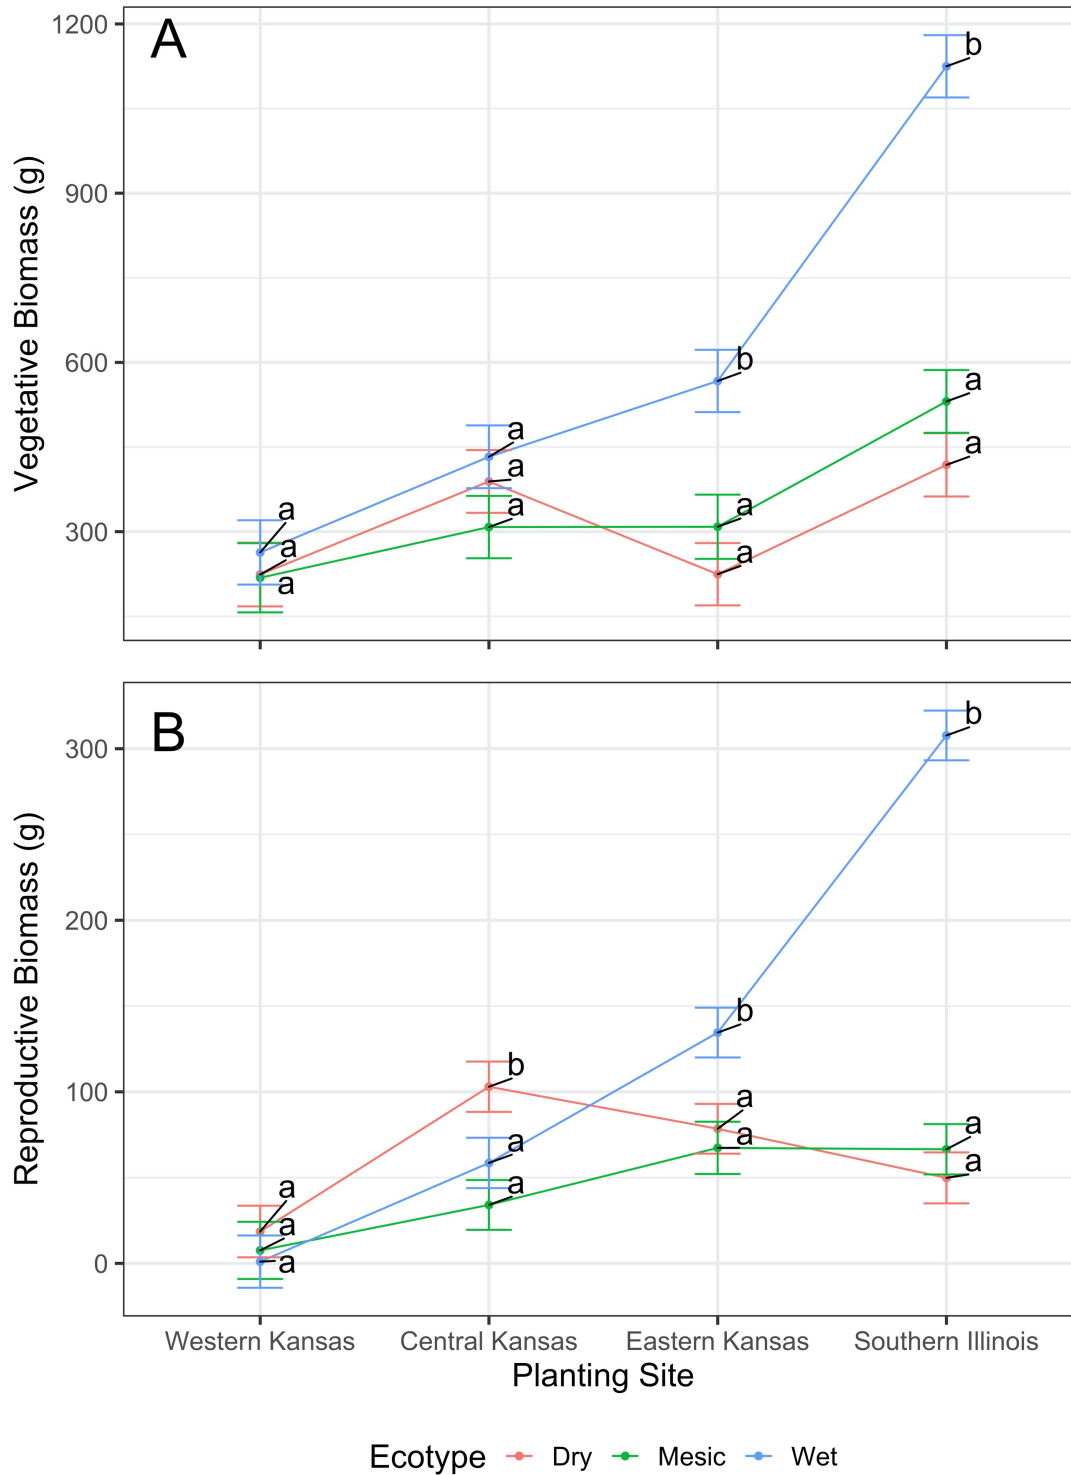 A
1200
900
600
300
Vegetative Biomass (g)
a
a
a
a
a
a
b
a
a
b
a
a
B
300
200
100
0
Reproductive Biomass (g)
a
a
a
b
a
a
b
a
a
b
a
a
Western Kansas Central Kansas Eastern Kansas Southern Illinois
Planting Site
Ecotype Dry Mesic Wet